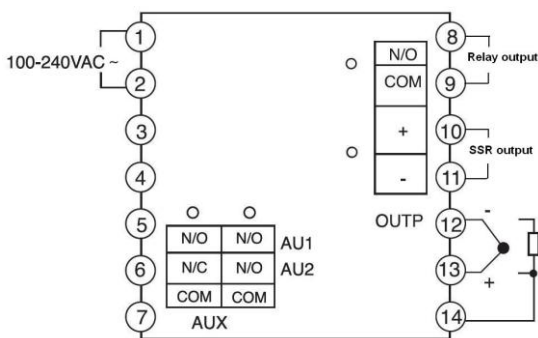 100-240VAC ~
1
2
3
4
5
6
7
N/O N/O AU1
N/C N/O AU2
COM COM
AUX
N/O
COM
+
-
OUTP
8
9
10
11
12
13
14
Relay output
SSR output
-
+